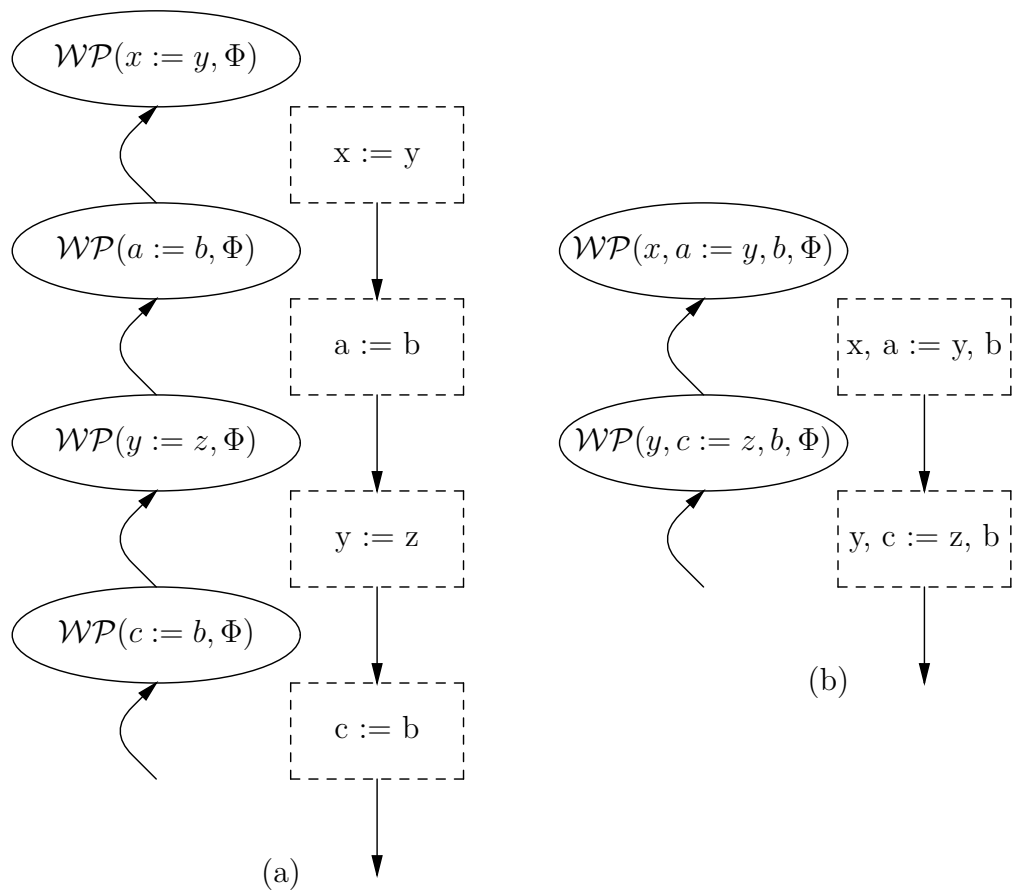 𝒲𝒫(x := y, Φ)
x := y
𝒲𝒫(a := b, Φ)
a := b
𝒲𝒫(y := z, Φ)
y := z
𝒲𝒫(c := b, Φ)
c := b
(a)
𝒲𝒫(x, a := y, b, Φ)
x, a := y, b
𝒲𝒫(y, c := z, b, Φ)
y, c := z, b
(b)